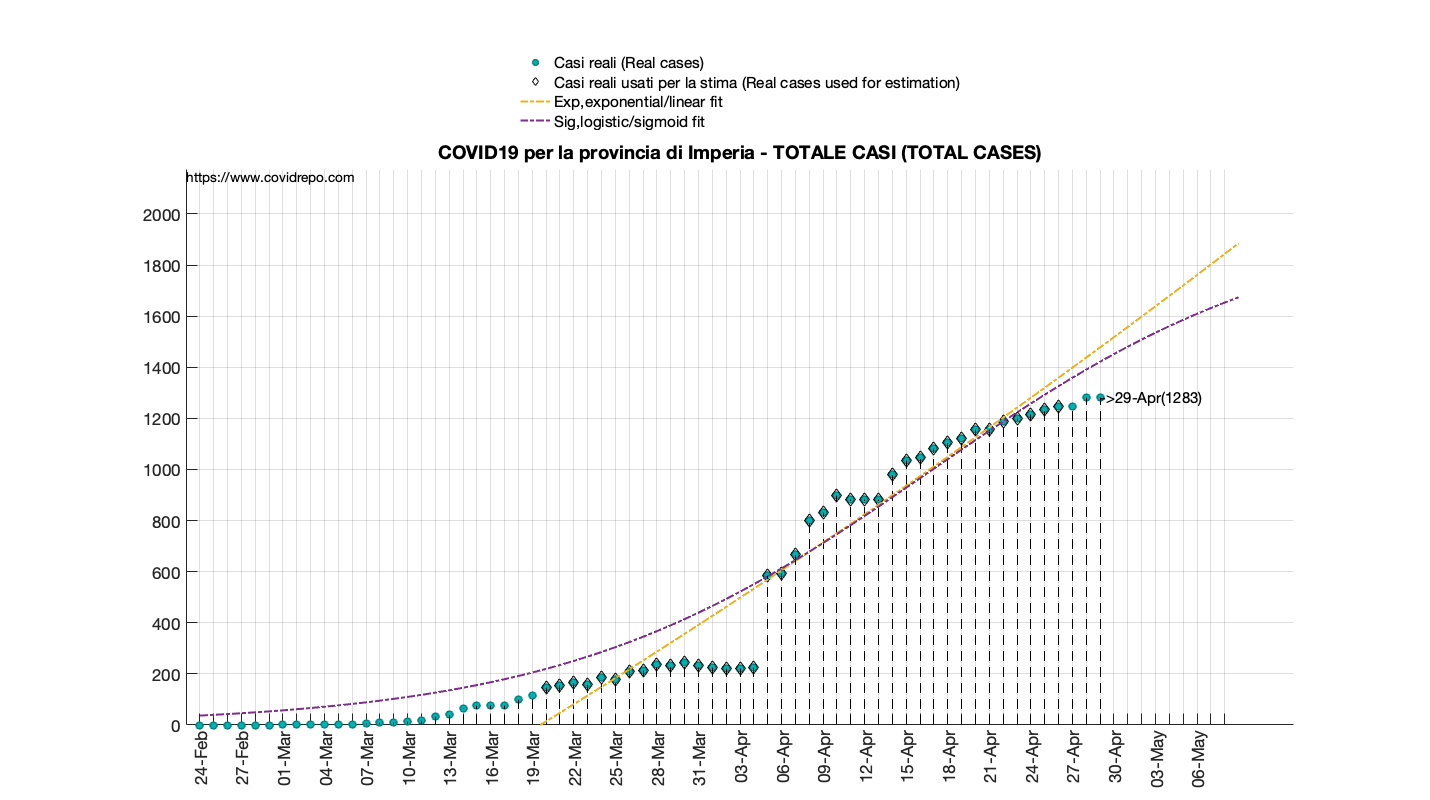 Casi reali (Real cases)
Casi reali usati per la stima (Real cases used for estimation)
Exp,exponential/linear fit
Sig,logistic/sigmoid fit
COVID19 per la provincia di Imperia - TOTALE CASI (TOTAL CASES)
https://www.covidrepo.com
2000
1800
1600
1400
1200
1000
800
600
400
200
0
->29-Apr(1283)
24-Feb
27-Feb
01-Mar
04-Mar
07-Mar
10-Mar
13-Mar
16-Mar
19-Mar
22-Mar
25-Mar
28-Mar
31-Mar
03-Apr
06-Apr
09-Apr
12-Apr
15-Apr
18-Apr
21-Apr
24-Apr
27-Apr
30-Apr
03-May
06-May